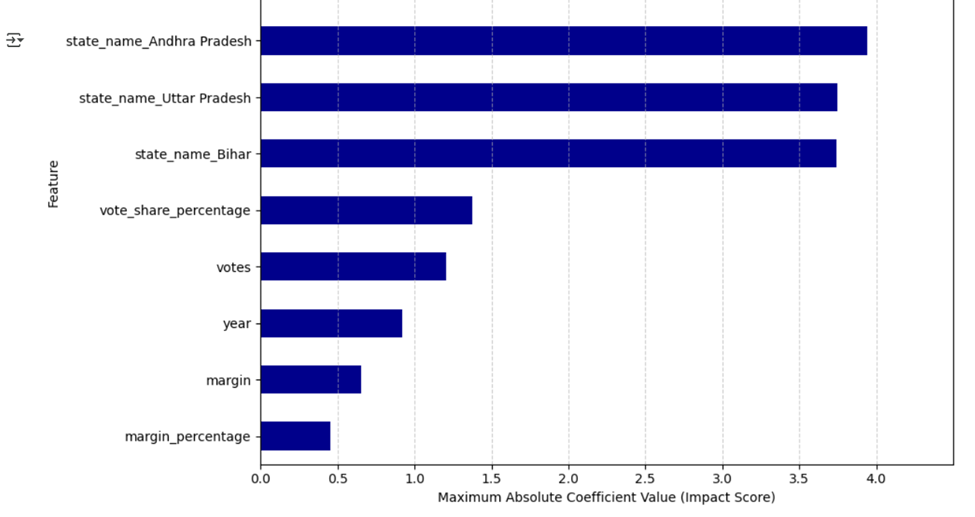 state_name_Andhra Pradesh
state_name_Uttar Pradesh
state_name_Bihar
vote_share_percentage
votes
year
margin
margin_percentage
Feature
0.0 0.5 1.0 1.5 2.0 2.5 3.0 3.5 4.0
Maximum Absolute Coefficient Value (Impact Score)